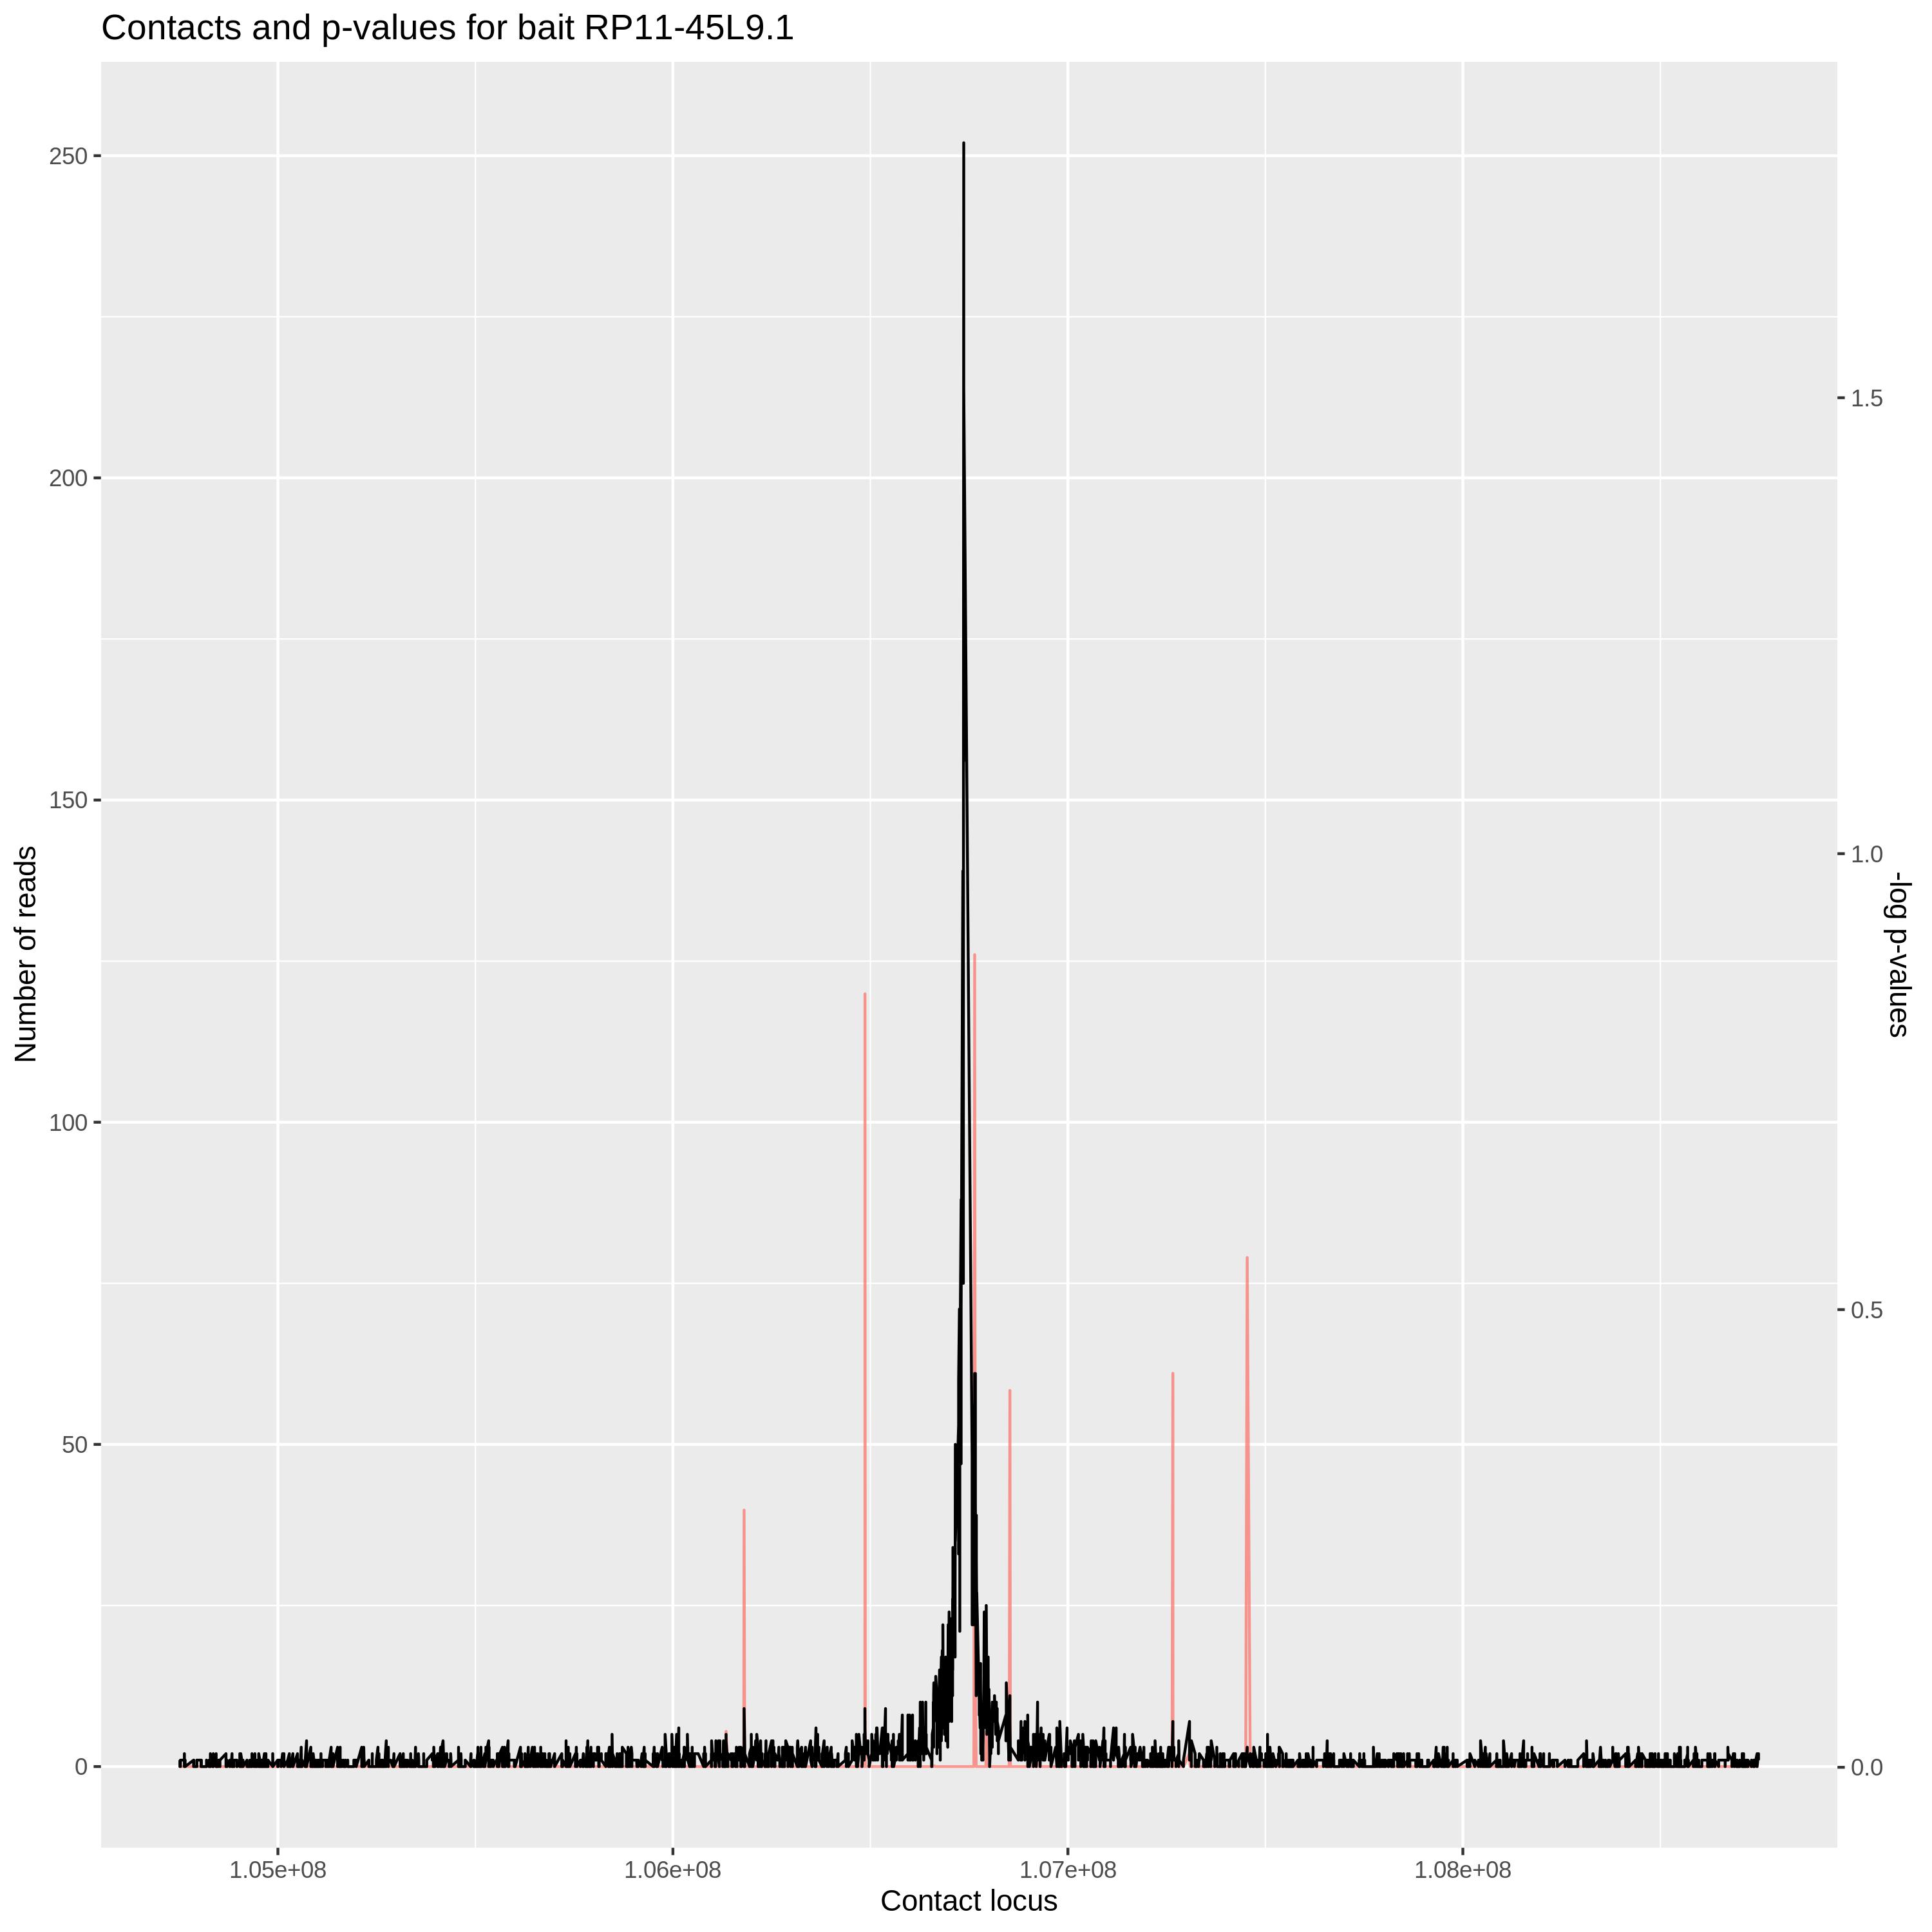 Contacts and p-values for bait RP11-45L9.1
250
200
150
100
50
0
Number of reads
1.5
1.0
0.5
0.0
-log p-values
1.05e+08
1.06e+08
1.07e+08
1.08e+08
Contact locus